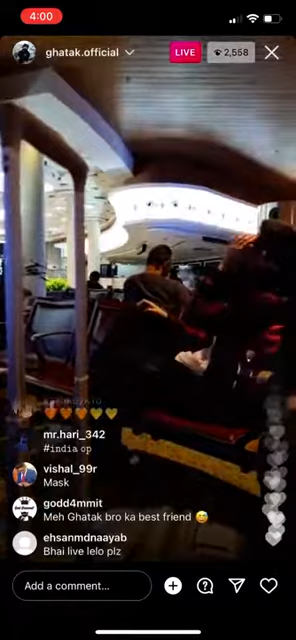 4:00
ghatak.official
LIVE
2,558
mr.hari_342
#india op
vishal_99r
Mask
godd4mmit
Meh Ghatak bro ka best friend 😅
ehsanmdnaayab
Bhai live lelo plz
Add a comment...